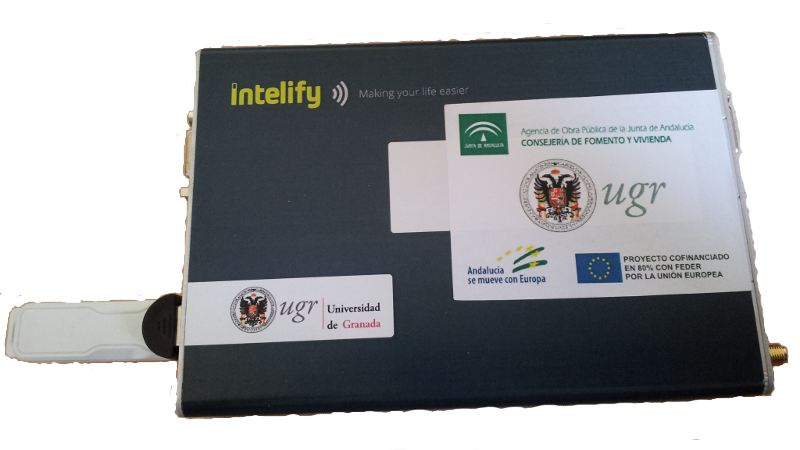 intelify Making your life easier
JUNTA DE ANDALUCIA
Agencia de Obra Pública de la Junta de Andalucía
CONSEJERÍA DE FOMENTO Y VIVIENDA
ugr
Andalucía
se mueve con Europa
PROYECTO COFINANCIADO
EN 80% CON FEDER
POR LA UNIÓN EUROPEA
ugr
Universidad
de Granada